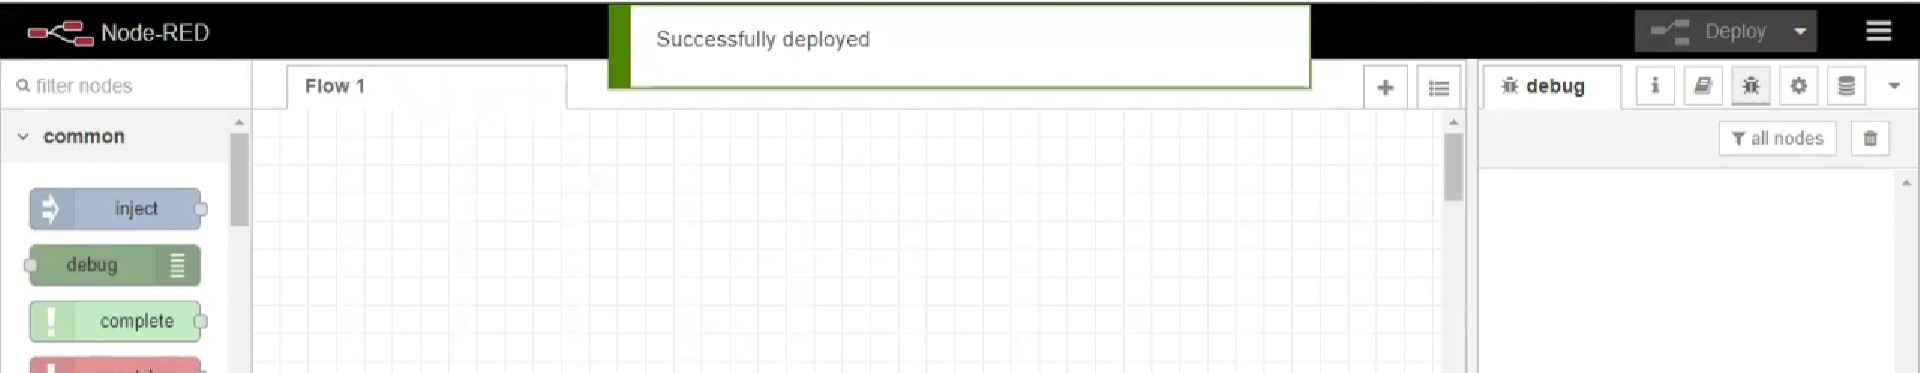 Node-RED
Successfully deployed
Deploy
filter nodes
Flow 1
debug
common
all nodes
inject
debug
complete